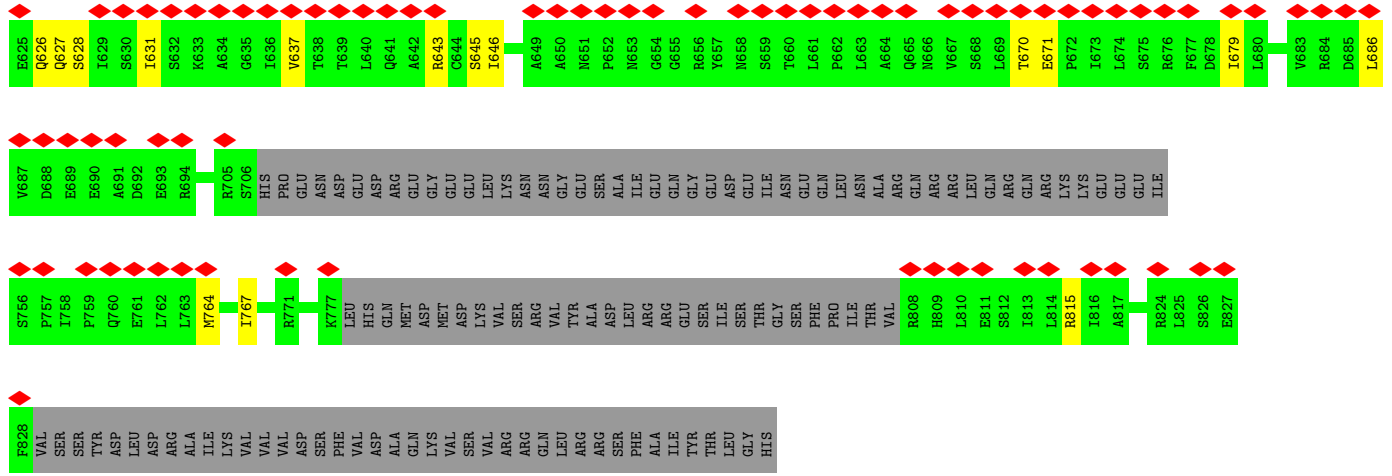 E625 Q626 Q627 S628 I629 S630 I631 S632 K633 A634 G635 I636 V637 T638 T639 L640 Q641 A642 R643 C644 S645 I646 A649 A650 N651 P652 N653 G654 G655 R656 Y657 N658 S659 T660 L661 P662 L663 A664 Q665 N666 V667 S668 L669 T670 E671 P672 I673 L674 S675 R676 F677 D678 I679 L680 V683 R684 D685 L686
V687 D688 E689 E690 A691 D692 E693 R694 R705 S706 HIS PRO GLU ASN ASP GLU ASP ARG GLU GLY GLU GLU LEU LYS ASN ASN GLY GLU SER ALA ILE GLU GLN GLY GLU ASP GLU ILE ASN GLU GLN LEU ASN ALA ARG GLN ARG ARG LEU GLN ARG GLN ARG LYS LYS GLU GLU GLU ILE
S756 P757 I758 P759 Q760 E761 L762 L763 M764 I767 R771 K777 LEU HIS GLN MET ASP MET ASP LYS VAL SER ARG VAL TYR ALA ASP LEU ARG ARG GLU SER ILE SER THR GLY SER PHE PRO ILE THR VAL R808 H809 L810 E811 S812 I813 L814 R815 I816 A817 R824 L825 S826 E827
F828 VAL SER SER TYR ASP LEU ASP ARG ALA ILE LYS VAL VAL VAL ASP SER PHE VAL ASP ALA GLN LYS VAL SER VAL ARG ARG GLN LEU ARG ARG SER PHE ALA ILE TYR THR LEU GLY HIS